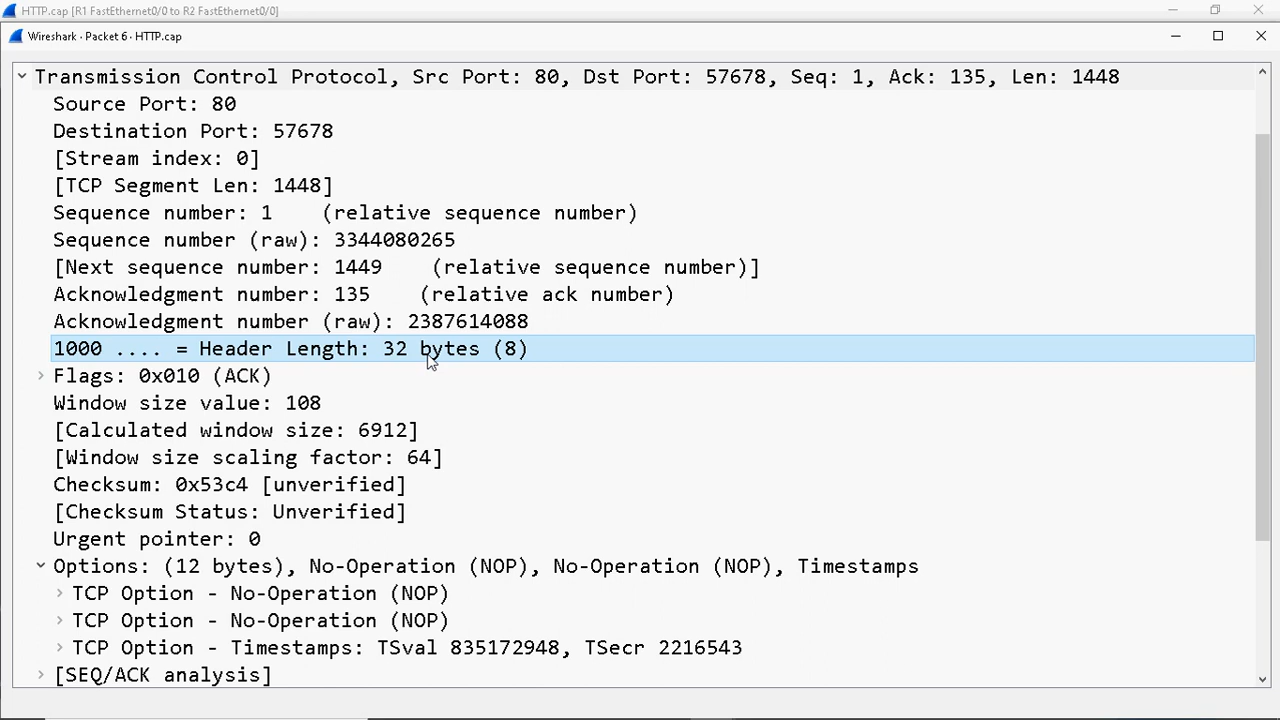 HTTP.cap [R1 FastEthernet0/0 to R2 FastEthernet0/0]
Wireshark · Packet 6 · HTTP.cap
Transmission Control Protocol, Src Port: 80, Dst Port: 57678, Seq: 1, Ack: 135, Len: 1448
Source Port: 80
Destination Port: 57678
[Stream index: 0]
[TCP Segment Len: 1448]
Sequence number: 1    (relative sequence number)
Sequence number (raw): 3344080265
[Next sequence number: 1449    (relative sequence number)]
Acknowledgment number: 135    (relative ack number)
Acknowledgment number (raw): 2387614088
1000 .... = Header Length: 32 bytes (8)
Flags: 0x010 (ACK)
Window size value: 108
[Calculated window size: 6912]
[Window size scaling factor: 64]
Checksum: 0x53c4 [unverified]
[Checksum Status: Unverified]
Urgent pointer: 0
Options: (12 bytes), No-Operation (NOP), No-Operation (NOP), Timestamps
TCP Option - No-Operation (NOP)
TCP Option - No-Operation (NOP)
TCP Option - Timestamps: TSval 835172948, TSecr 2216543
[SEQ/ACK analysis]